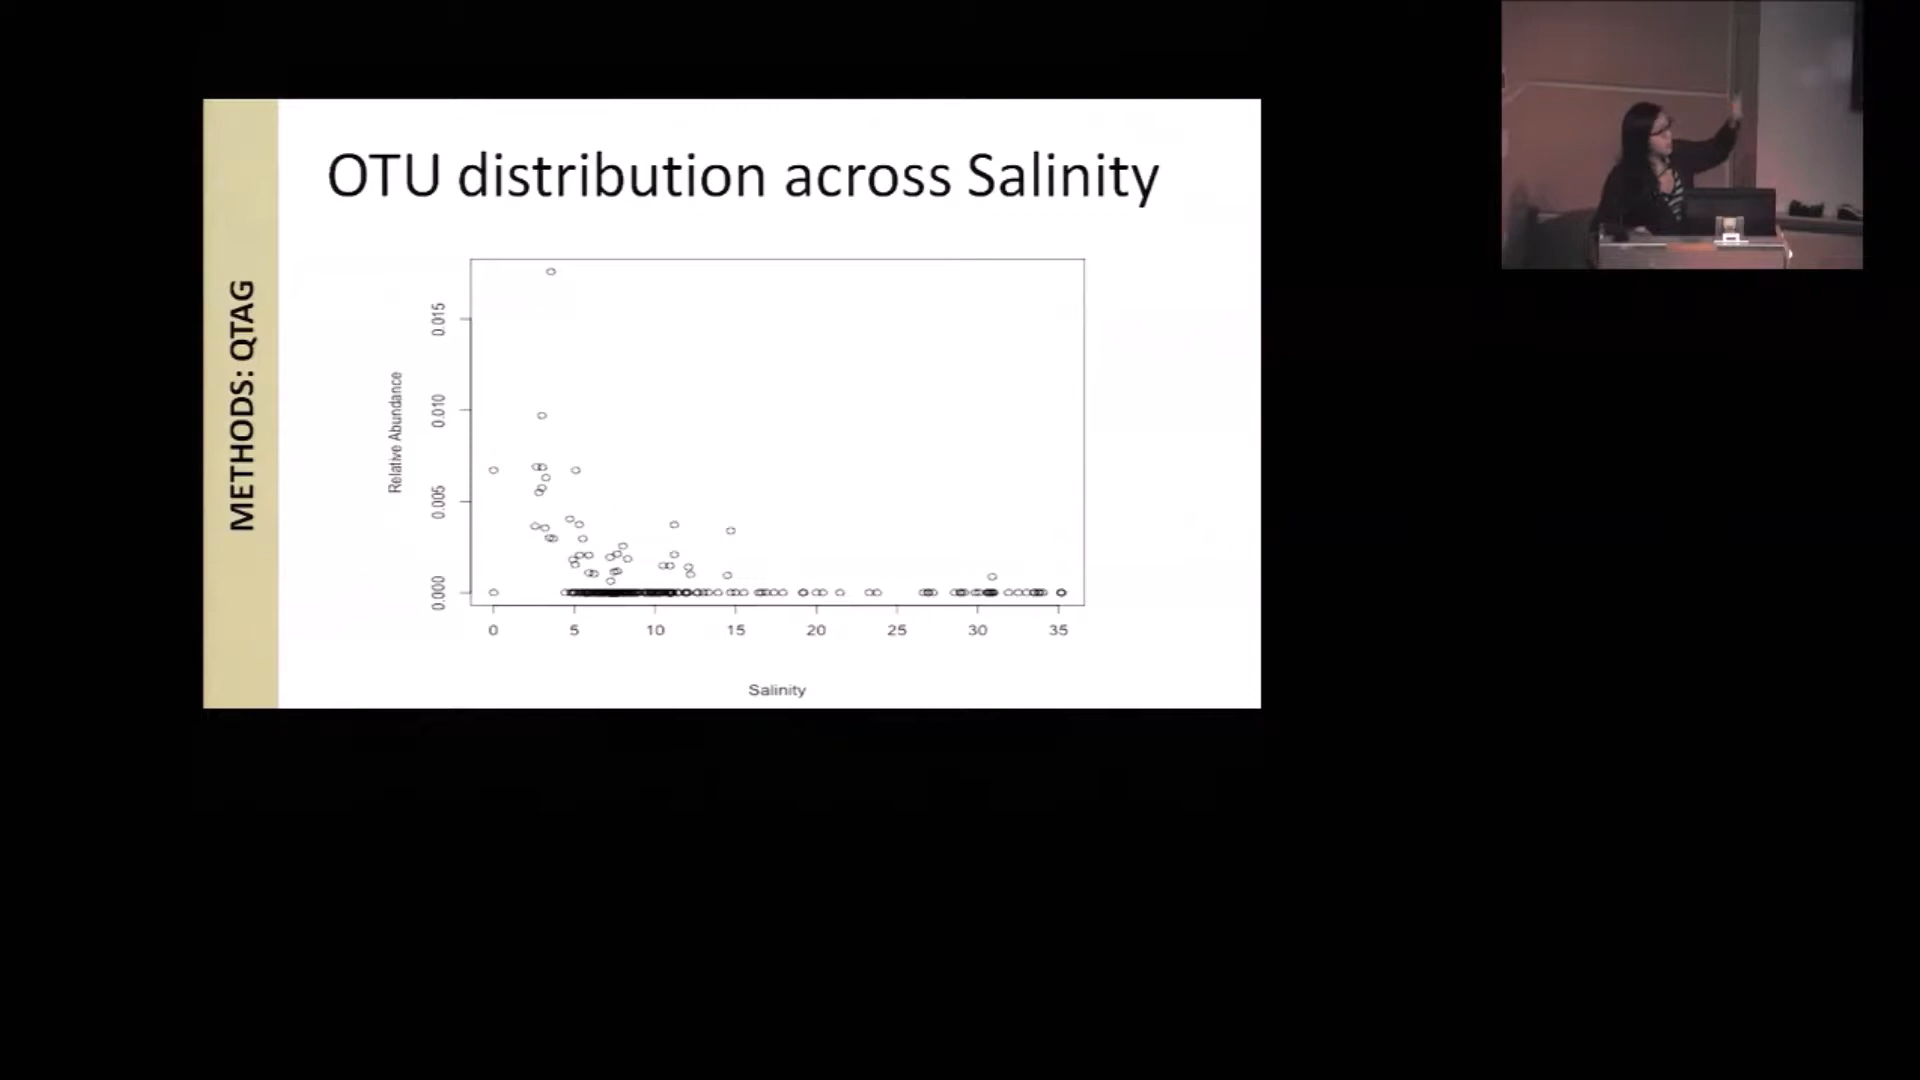 METHODS: QTAG
OTU distribution across Salinity
Relative Abundance
0.015
0.010
0.005
0.000
0 5 10 15 20 25 30 35
Salinity